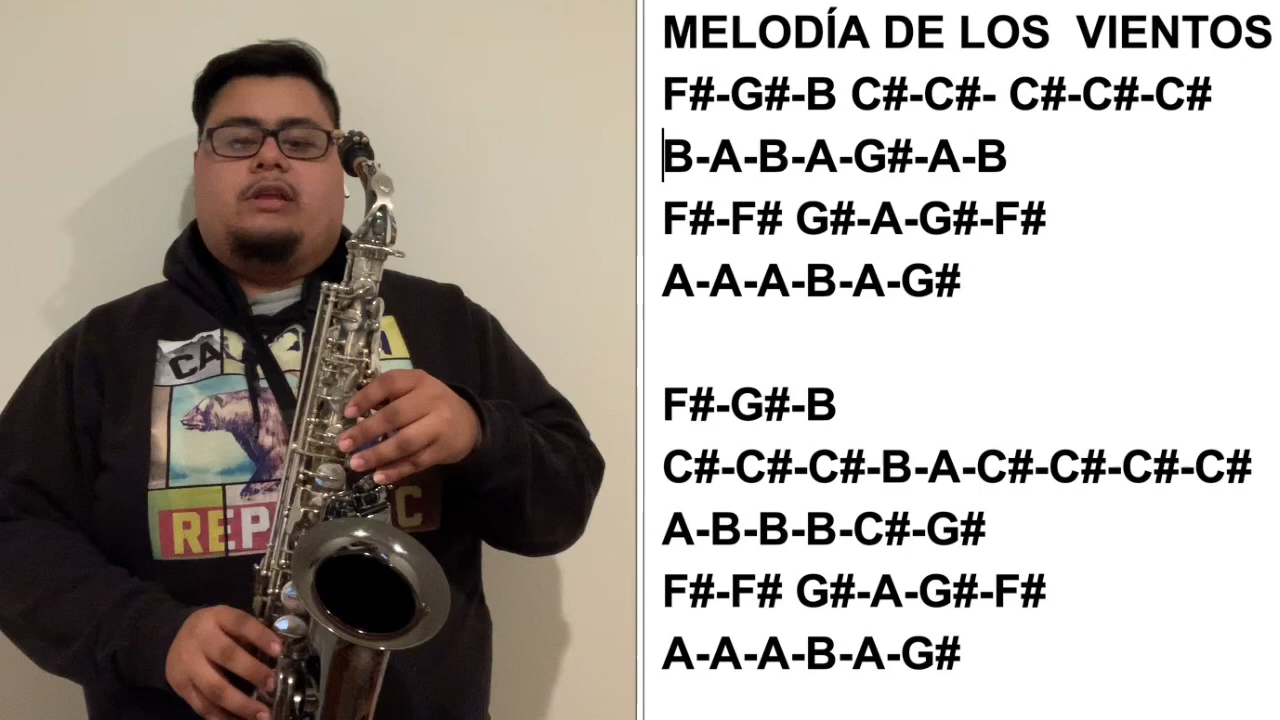 MELODÍA DE LOS  VIENTOS
F#-G#-B C#-C#- C#-C#-C#
B-A-B-A-G#-A-B
F#-F# G#-A-G#-F#
A-A-A-B-A-G#
F#-G#-B
C#-C#-C#-B-A-C#-C#-C#-C#
A-B-B-B-C#-G#
F#-F# G#-A-G#-F#
A-A-A-B-A-G#